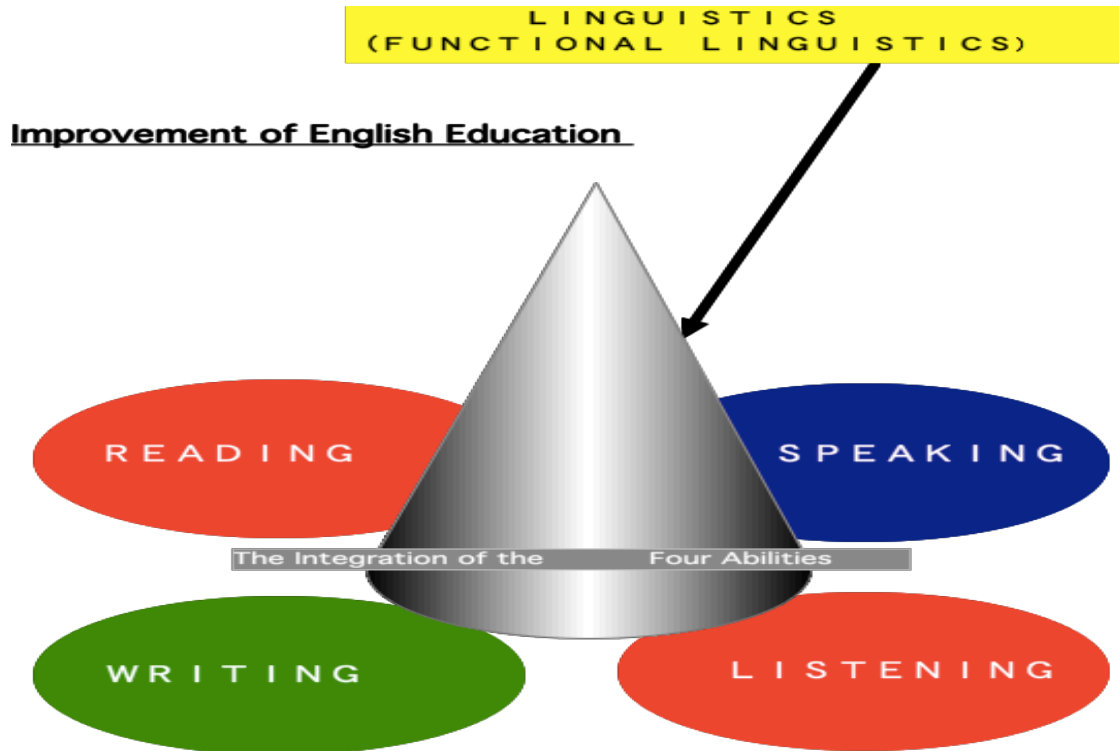 LINGUISTICS
(FUNCTIONAL LINGUISTICS)
Improvement of English Education
READING
SPEAKING
The Integration of the Four Abilities
WRITING
LISTENING